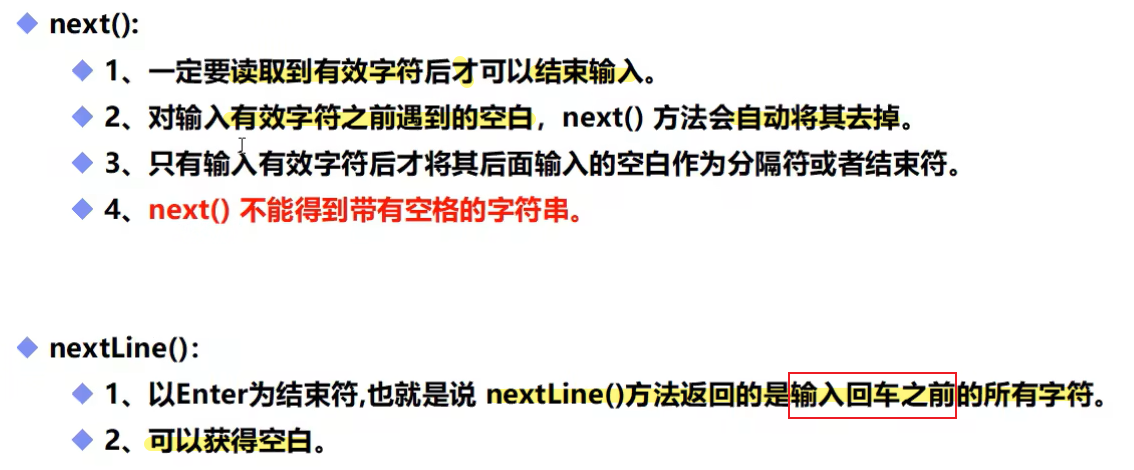 next():
1、一定要读取到有效字符后才可以结束输入。
2、对输入有效字符之前遇到的空白，next() 方法会自动将其去掉。
3、只有输入有效字符后才将其后面输入的空白作为分隔符或者结束符。
4、next() 不能得到带有空格的字符串。
nextLine()：
1、以Enter为结束符,也就是说 nextLine()方法返回的是输入回车之前的所有字符。
2、可以获得空白。